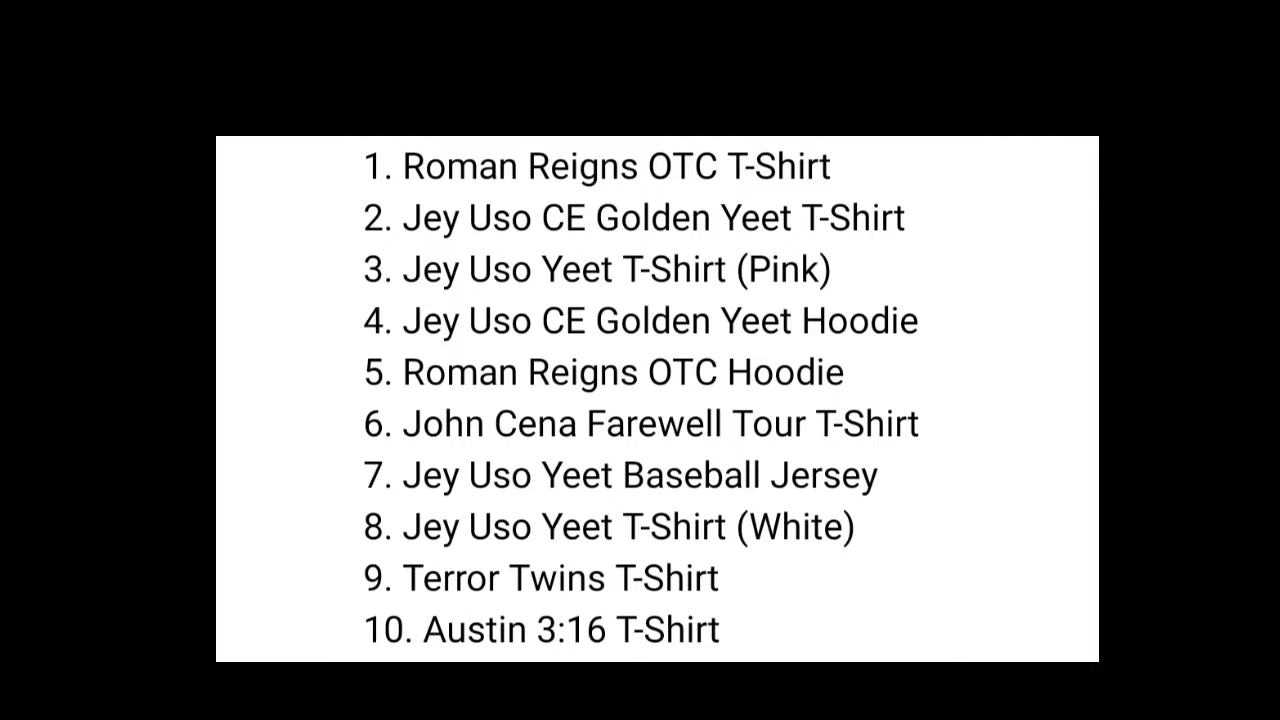 1. Roman Reigns OTC T-Shirt
2. Jey Uso CE Golden Yeet T-Shirt
3. Jey Uso Yeet T-Shirt (Pink)
4. Jey Uso CE Golden Yeet Hoodie
5. Roman Reigns OTC Hoodie
6. John Cena Farewell Tour T-Shirt
7. Jey Uso Yeet Baseball Jersey
8. Jey Uso Yeet T-Shirt (White)
9. Terror Twins T-Shirt
10. Austin 3:16 T-Shirt